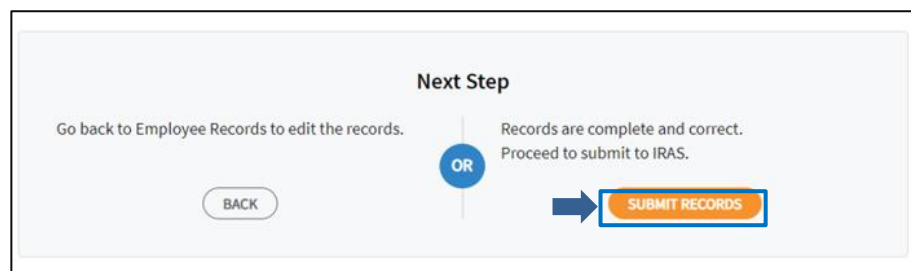 Next Step
Go back to Employee Records to edit the records.
BACK
OR
Records are complete and correct.
Proceed to submit to IRAS.
SUBMIT RECORDS